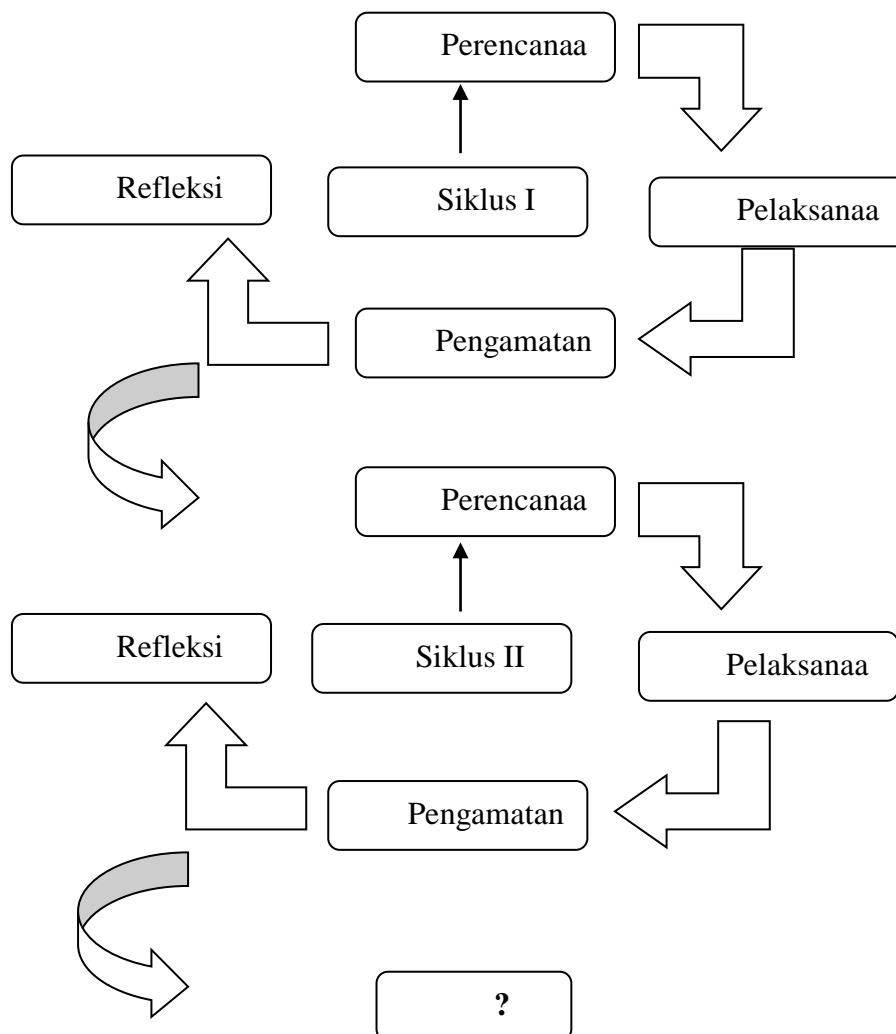 Perencanaa
Refleksi
Siklus I
Pelaksanaa
Pengamatan
Perencanaa
Refleksi
Siklus II
Pelaksanaa
Pengamatan
?